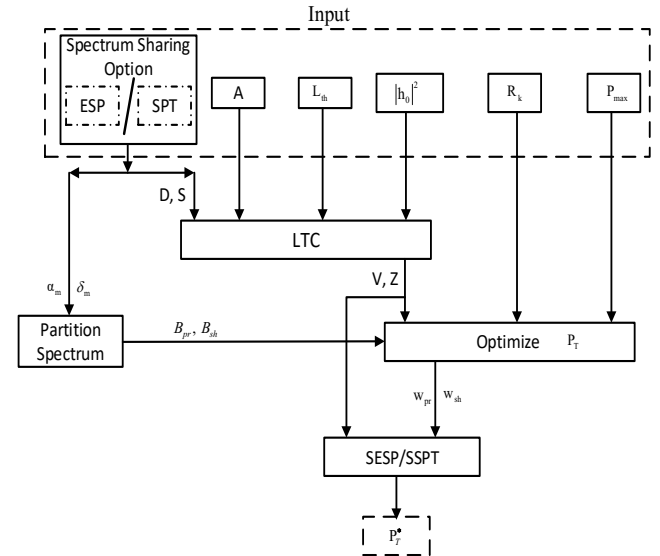 Input
Spectrum Sharing
Option
ESP / SPT
A
L_th
|h_0|^2
R_k
P_max
D, S
LTC
V, Z
α_m δ_m
Partition
Spectrum
B_pr, B_sh
Optimize P_T
w_pr w_sh
SESP/SSPT
P_T^*